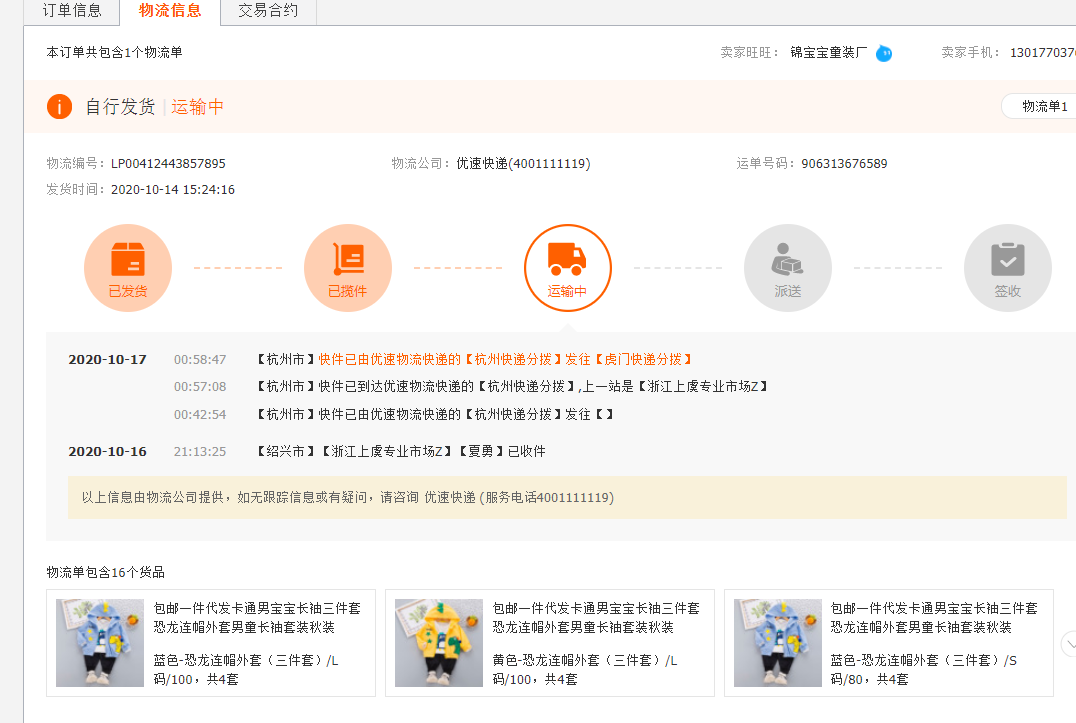 订单信息 物流信息 交易合约
本订单共包含1个物流单 卖家旺旺： 锦宝宝童装厂 卖家手机： 13017703
自行发货 运输中 物流单1
物流编号：LP00412443857895 物流公司：优速快递(4001111119) 运单号码：906313676589
发货时间：2020-10-14 15:24:16
已发货 已揽件 运输中 派送 签收
2020-10-17 00:58:47 【杭州市】快件已由优速物流快递的【杭州快递分拨】发往【虎门快递分拨】
00:57:08 【杭州市】快件已到达优速物流快递的【杭州快递分拨】,上一站是【浙江上虞专业市场Z】
00:42:54 【杭州市】快件已由优速物流快递的【杭州快递分拨】发往【】
2020-10-16 21:13:25 【绍兴市】【浙江上虞专业市场Z】【夏勇】已收件
以上信息由物流公司提供，如无跟踪信息或有疑问，请咨询 优速快递 (服务电话4001111119)
物流单包含16个货品
包邮一件代发卡通男宝宝长袖三件套
恐龙连帽外套男童长袖套装秋装
蓝色-恐龙连帽外套（三件套）/L
码/100，共4套
包邮一件代发卡通男宝宝长袖三件套
恐龙连帽外套男童长袖套装秋装
黄色-恐龙连帽外套（三件套）/L
码/100，共4套
包邮一件代发卡通男宝宝长袖三件套
恐龙连帽外套男童长袖套装秋装
蓝色-恐龙连帽外套（三件套）/S
码/80，共4套